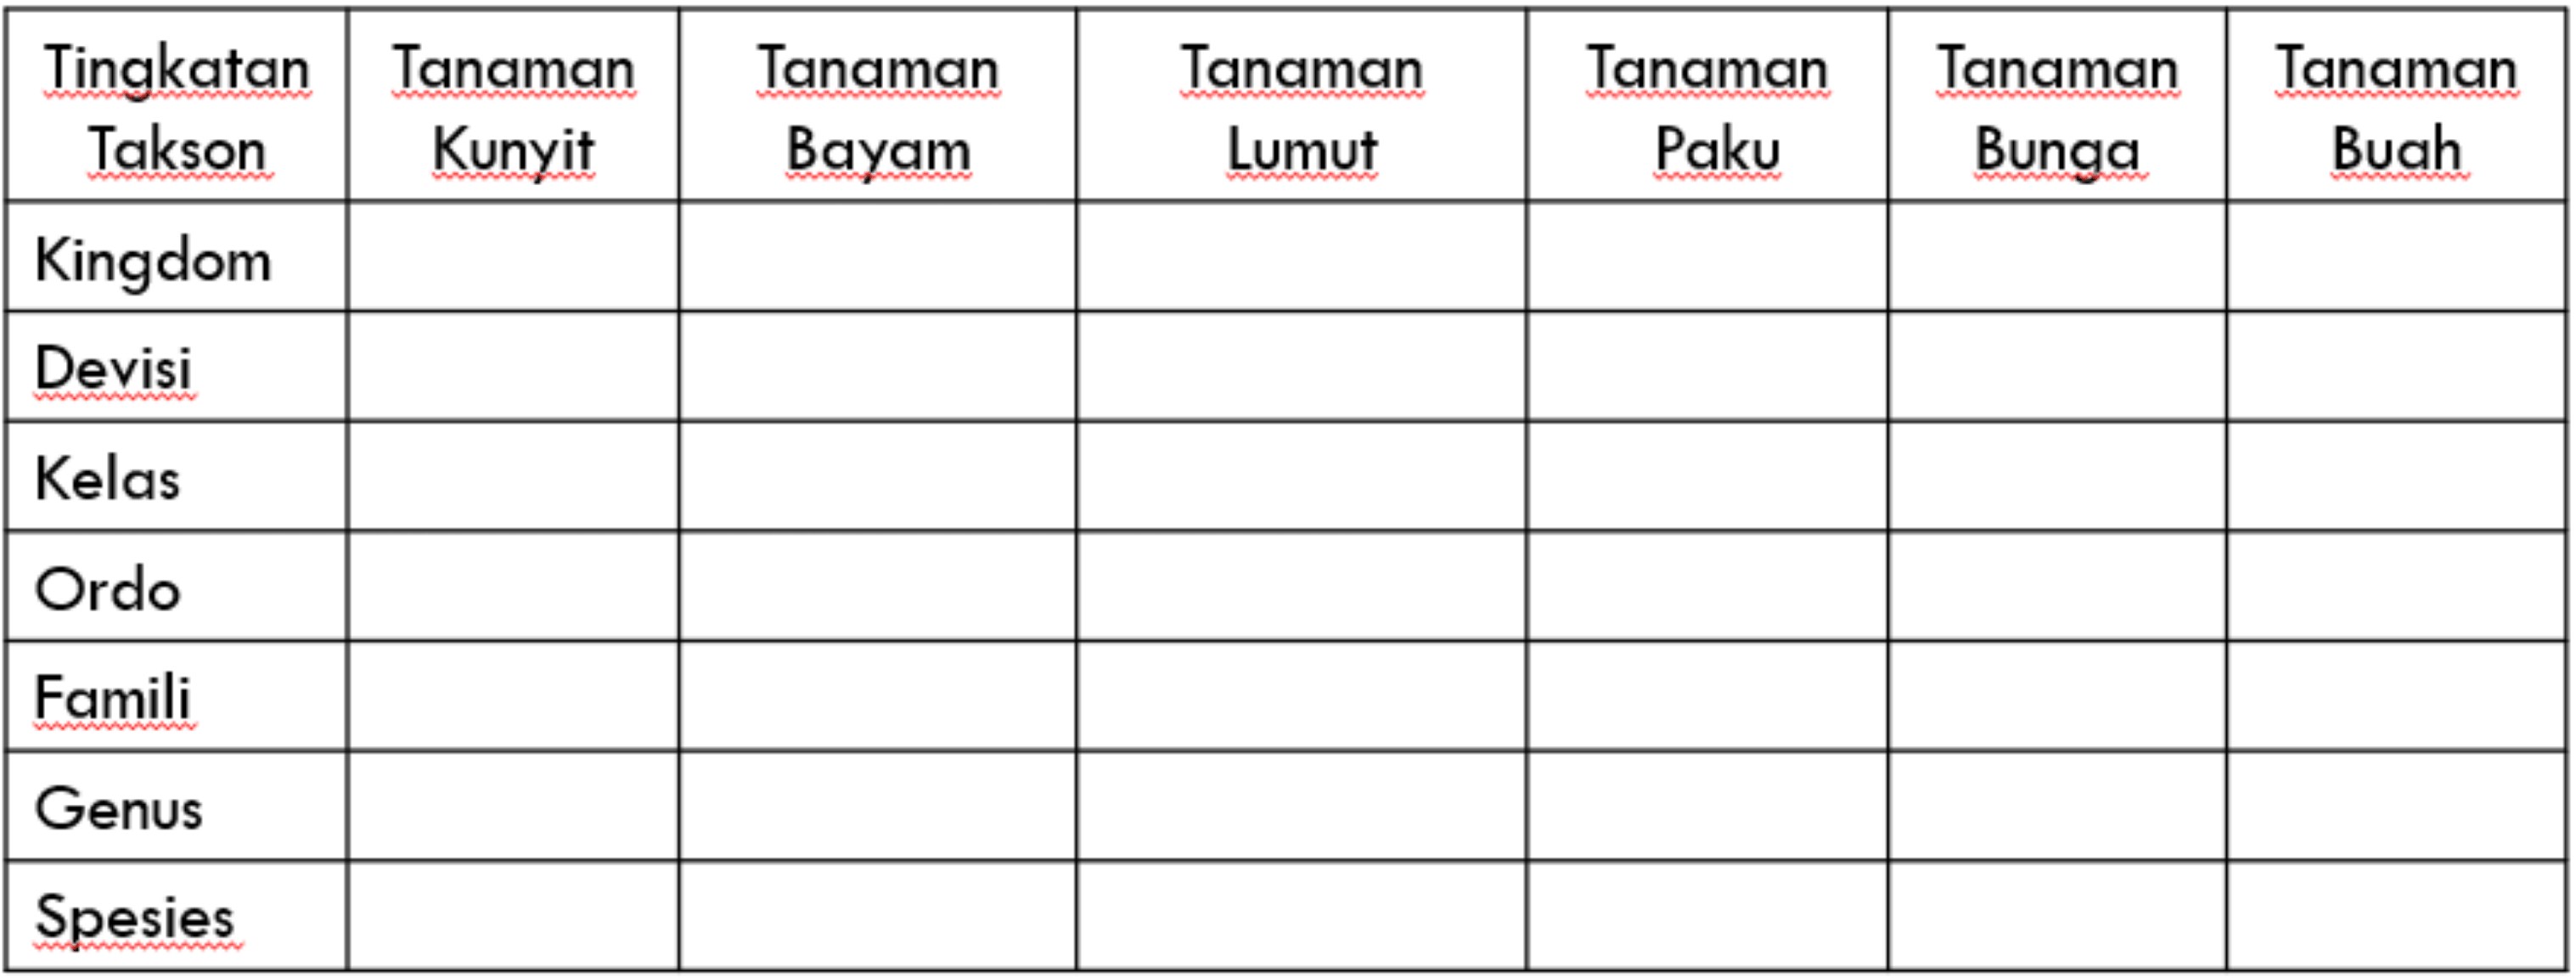 Tingkatan Takson Tanaman Kunyit Tanaman Bayam Tanaman Lumut Tanaman Paku Tanaman Bunga Tanaman Buah
Kingdom
Devisi
Kelas
Ordo
Famili
Genus
Spesies